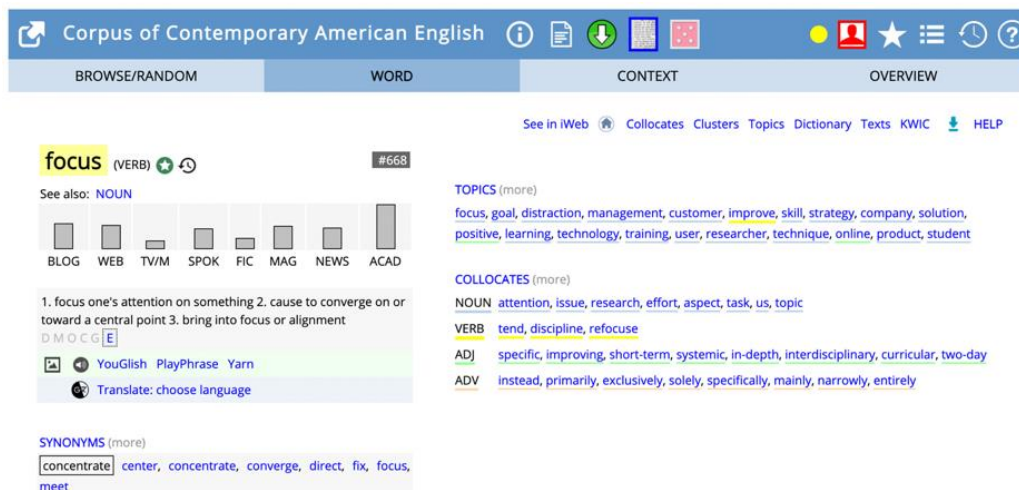 Corpus of Contemporary American English
BROWSE/RANDOM WORD CONTEXT OVERVIEW
See in iWeb Collocates Clusters Topics Dictionary Texts KWIC HELP
focus (VERB) #668
See also: NOUN
BLOG WEB TV/M SPOK FIC MAG NEWS ACAD
1. focus one's attention on something 2. cause to converge on or
toward a central point 3. bring into focus or alignment
D M O C G E
YouGlish PlayPhrase Yarn
Translate: choose language
SYNONYMS (more)
concentrate center, concentrate, converge, direct, fix, focus,
meet
TOPICS (more)
focus, goal, distraction, management, customer, improve, skill, strategy, company, solution,
positive, learning, technology, training, user, researcher, technique, online, product, student
COLLOCATES (more)
NOUN attention, issue, research, effort, aspect, task, us, topic
VERB tend, discipline, refocuse
ADJ specific, improving, short-term, systemic, in-depth, interdisciplinary, curricular, two-day
ADV instead, primarily, exclusively, solely, specifically, mainly, narrowly, entirely